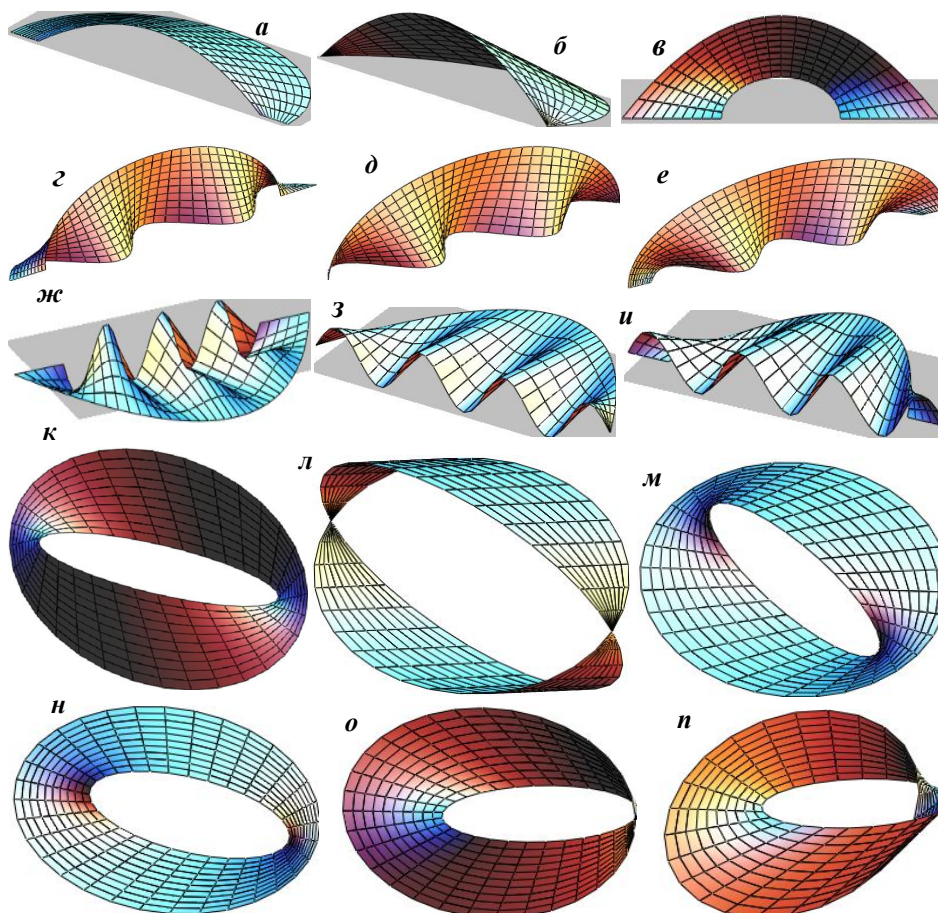 а б в
г д е
ж з и
к л м
н о п